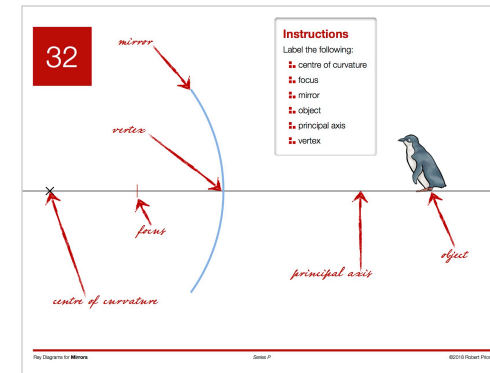 32
Instructions
Label the following:
centre of curvature
focus
mirror
object
principal axis
vertex
mirror
vertex
focus
object
principal axis
centre of curvature
Ray Diagrams for Mirrors
Series P
©2018 Robert Pric